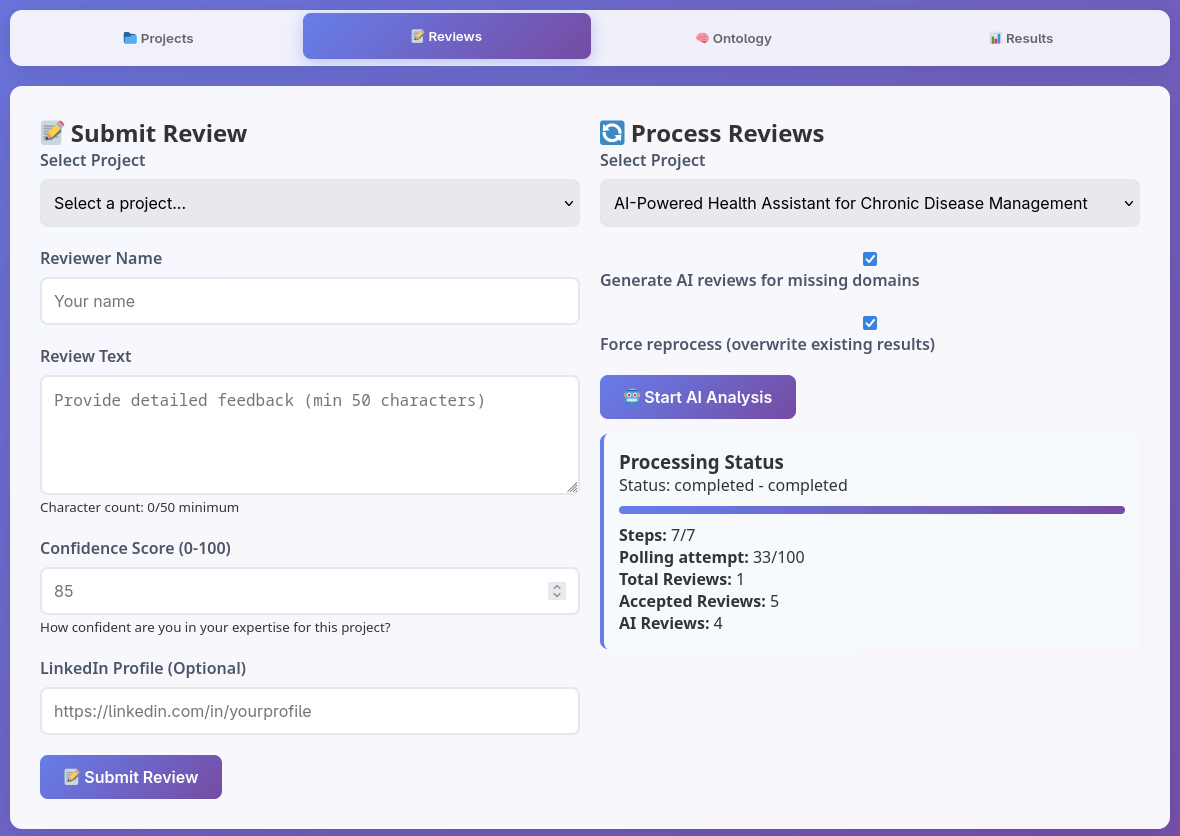 Projects
Reviews
Ontology
Results
Submit Review
Select Project
Select a project...
Reviewer Name
Your name
Review Text
Provide detailed feedback (min 50 characters)
Character count: 0/50 minimum
Confidence Score (0-100)
85
How confident are you in your expertise for this project?
LinkedIn Profile (Optional)
https://linkedin.com/in/yourprofile
Submit Review
Process Reviews
Select Project
AI-Powered Health Assistant for Chronic Disease Management
Generate AI reviews for missing domains
Force reprocess (overwrite existing results)
Start AI Analysis
Processing Status
Status: completed - completed
Steps: 7/7
Polling attempt: 33/100
Total Reviews: 1
Accepted Reviews: 5
AI Reviews: 4